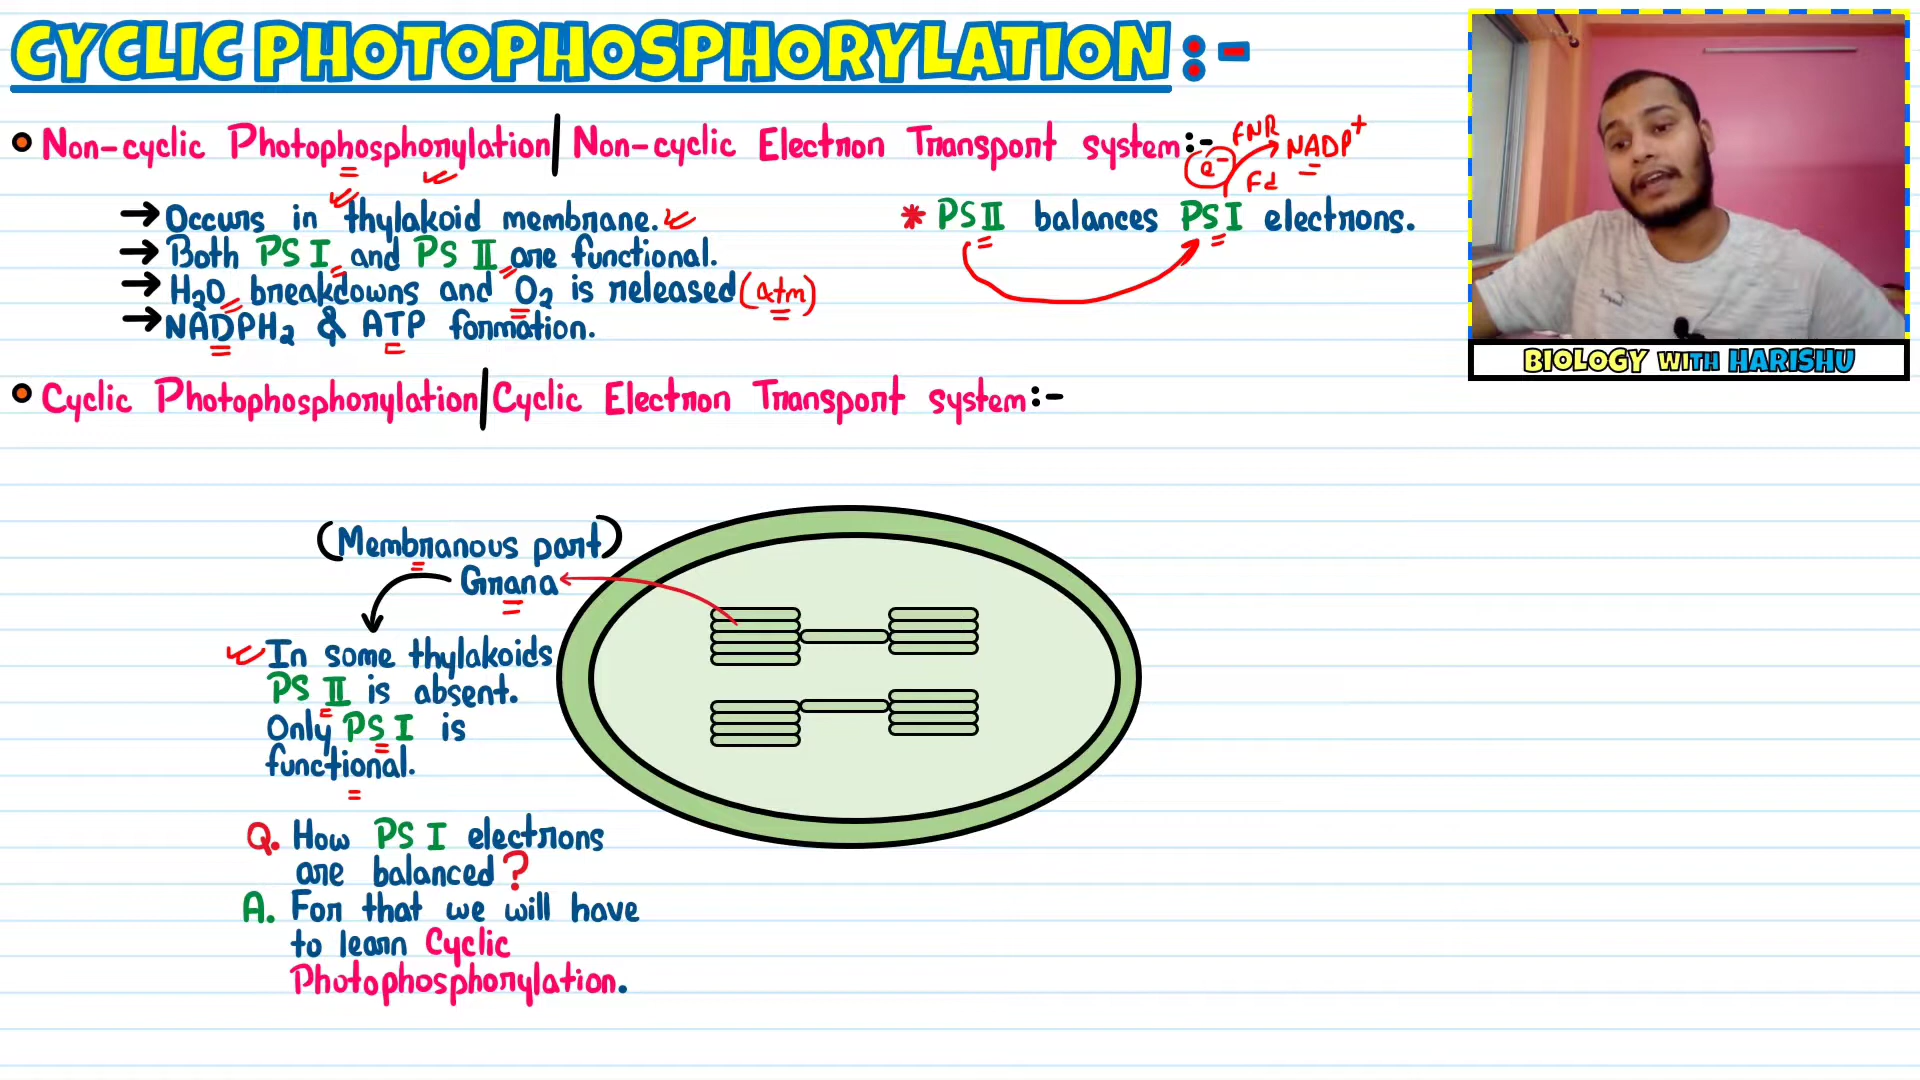 CYCLIC PHOTOPHOSPHORYLATION:-
• Non-cyclic Photophosphorylation | Non-cyclic Electron Transport system:-
e-
FNR
Fd
NADP+
→ Occurs in thylakoid membrane.
→ Both PS I and PS II are functional.
→ H2O breakdowns and O2 is released (atm)
→ NADPH2 & ATP formation.
* PS II balances PS I electrons.
BIOLOGY WITH HARISHU
• Cyclic Photophosphorylation | Cyclic Electron Transport system:-
(Membranous part)
Grana
In some thylakoids
PS II is absent.
Only PS I is
functional.
Q. How PS I electrons
are balanced?
A. For that we will have
to learn Cyclic
Photophosphorylation.